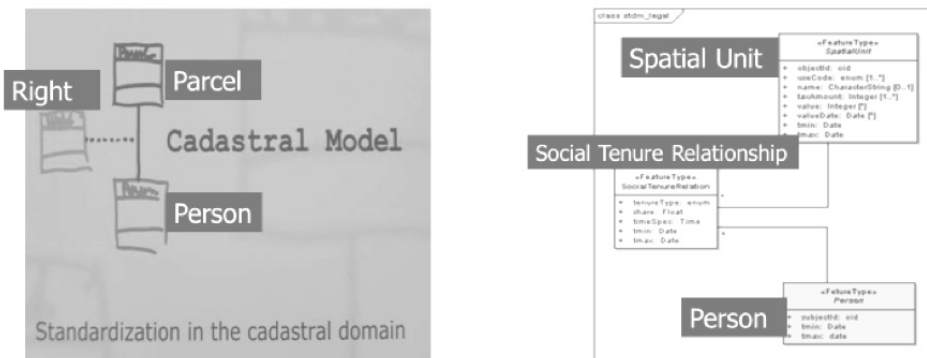 Parcel
Right
Cadastral Model
Person
Standardization in the cadastral domain
class stdm_legal
Spatial Unit
«FeatureType»
SpatialUnit
+ objectId: oid
+ useCode: enum [1..*]
+ name: CharacterString [0..1]
+ taxAmount: Integer [1..*]
+ value: Integer [*]
+ valueDate: Date [*]
+ tmin: Date
+ tmax: Date
Social Tenure Relationship
«FeatureType»
SocialTenureRelation
+ tenureType: enum
+ share: Float
+ timeSpec: Time
+ tmin: Date
+ tmax: Date
*
*
Person
«FetureType»
Person
+ subjectId: oid
+ tmin: Date
+ tmax: date